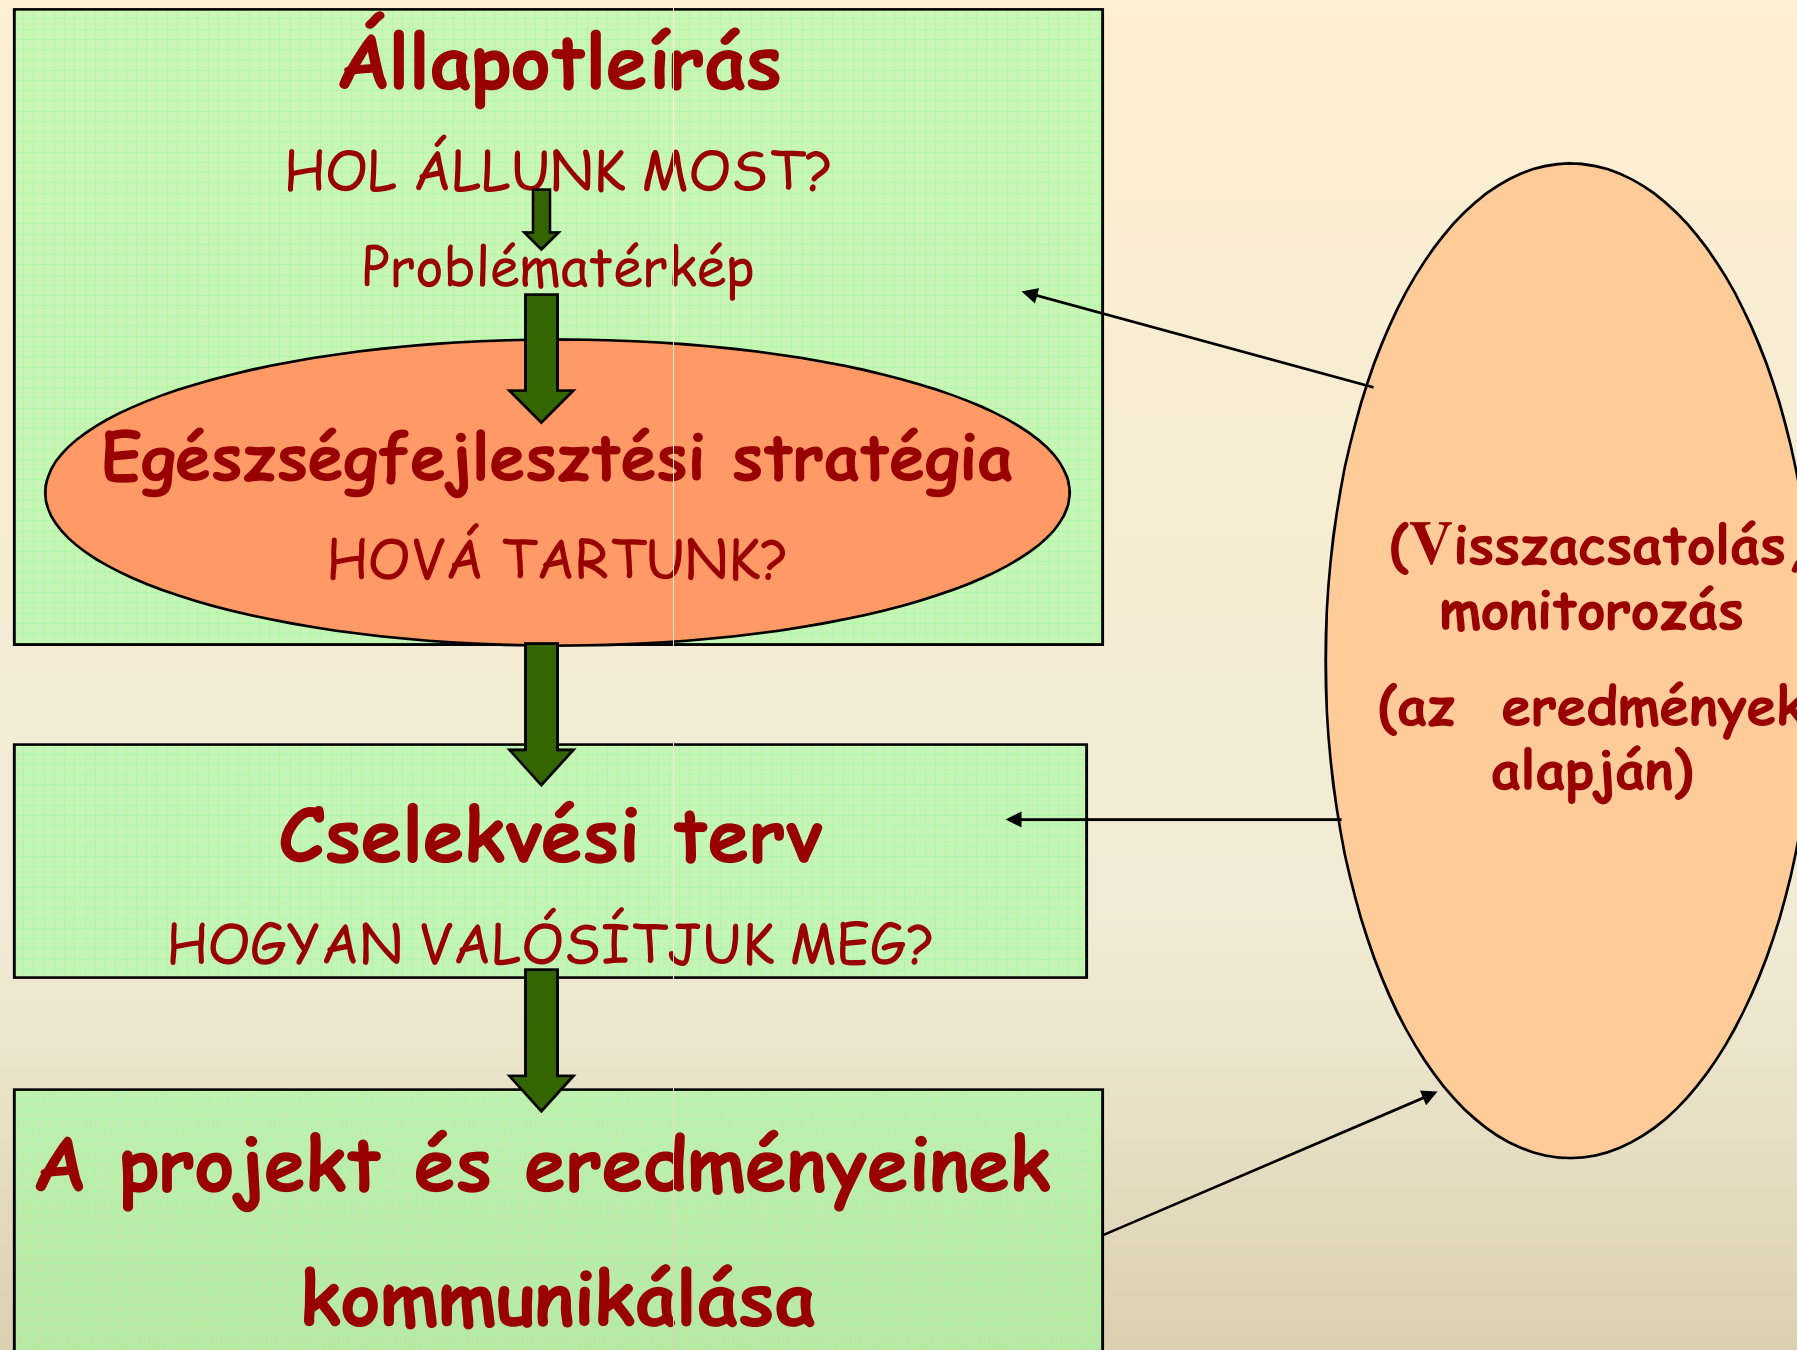 Állapotleírás
HOL ÁLLUNK MOST?
Problématérkép
Egészségfejlesztési stratégia
HOVÁ TARTUNK?
Cselekvési terv
HOGYAN VALÓSÍTJUK MEG?
A projekt és eredményeinek
kommunikálása
(Visszacsatolás,
monitorozás
(az eredmények
alapján)